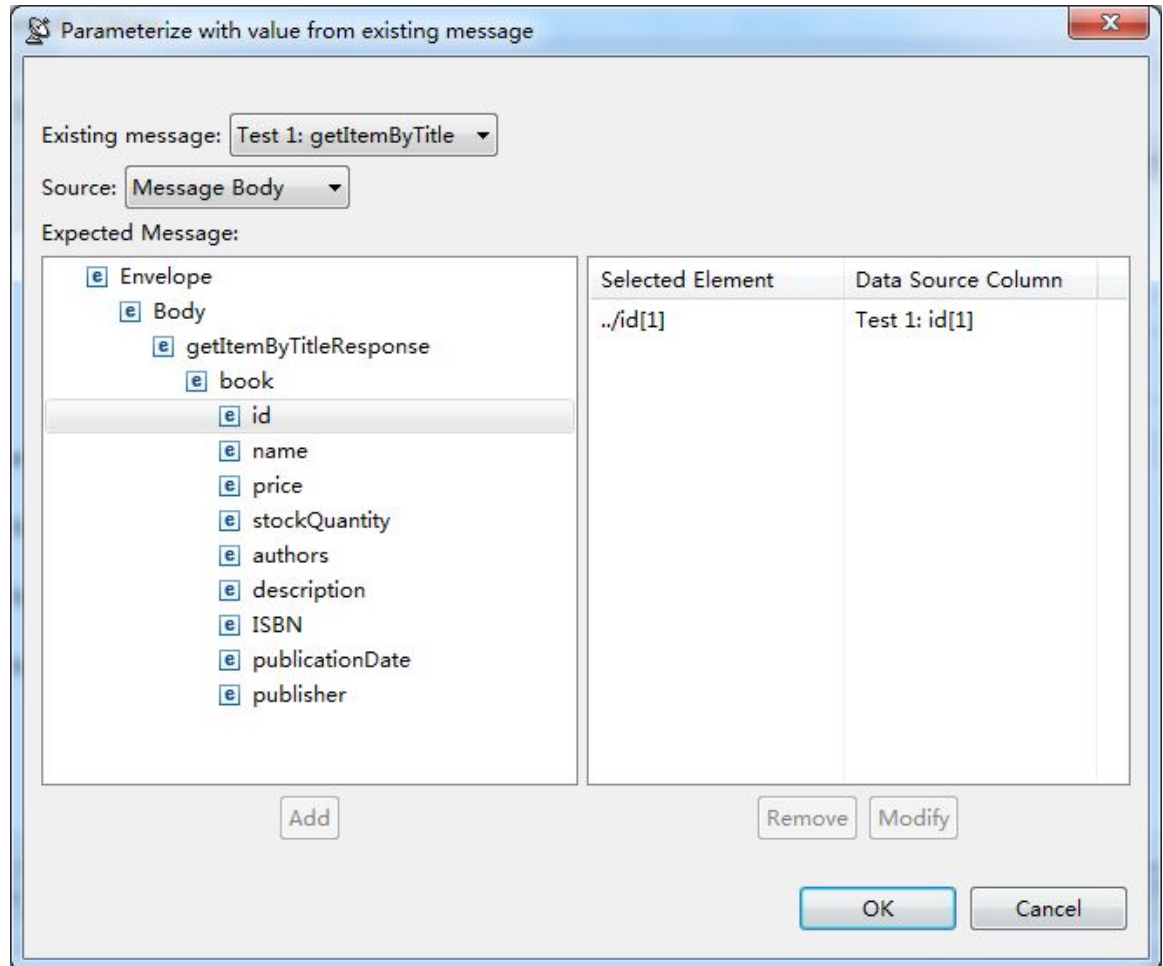 Parameterize with value from existing message
Existing message: Test 1: getItemByTitle
Source: Message Body
Expected Message:
Envelope
Body
getItemByTitleResponse
book
id
name
price
stockQuantity
authors
description
ISBN
publicationDate
publisher
Selected Element Data Source Column
../id[1] Test 1: id[1]
Add
Remove Modify
OK Cancel